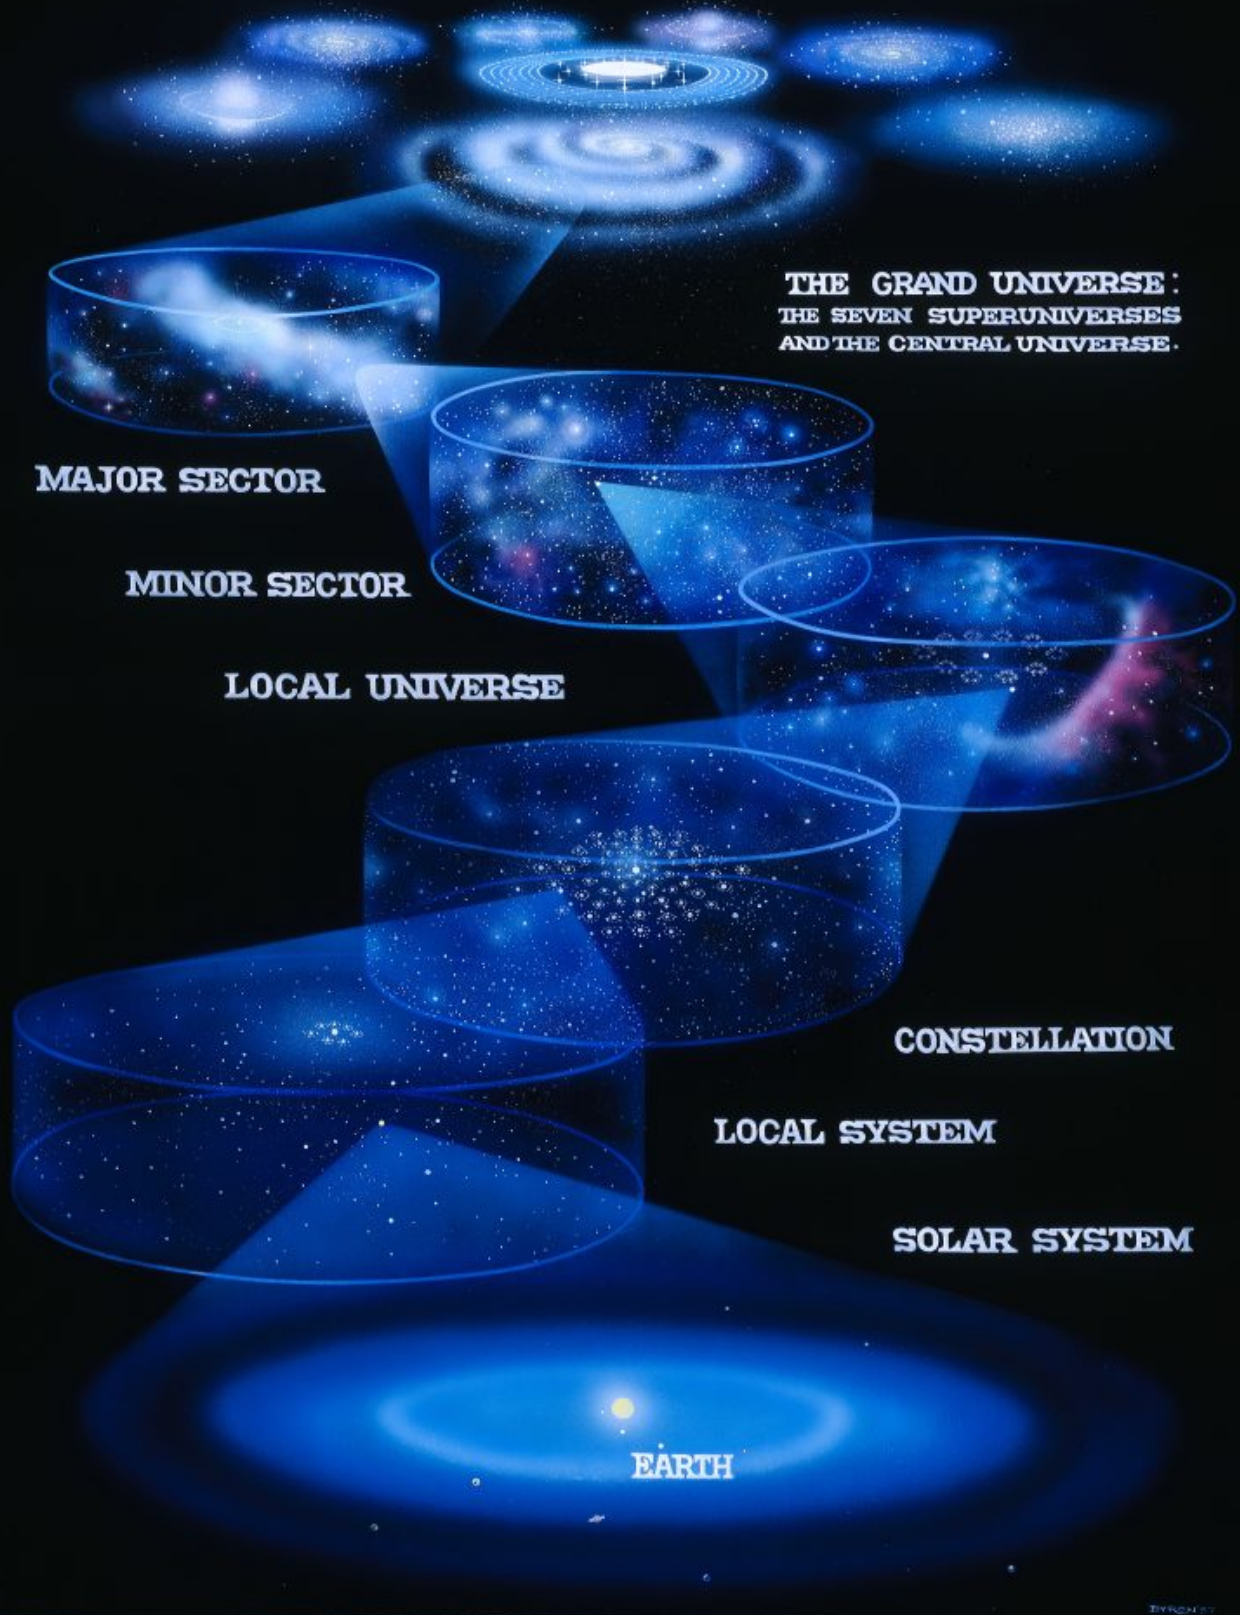 THE GRAND UNIVERSE:
THE SEVEN SUPERUNIVERSES
AND THE CENTRAL UNIVERSE.
MAJOR SECTOR
MINOR SECTOR
LOCAL UNIVERSE
CONSTELLATION
LOCAL SYSTEM
SOLAR SYSTEM
EARTH